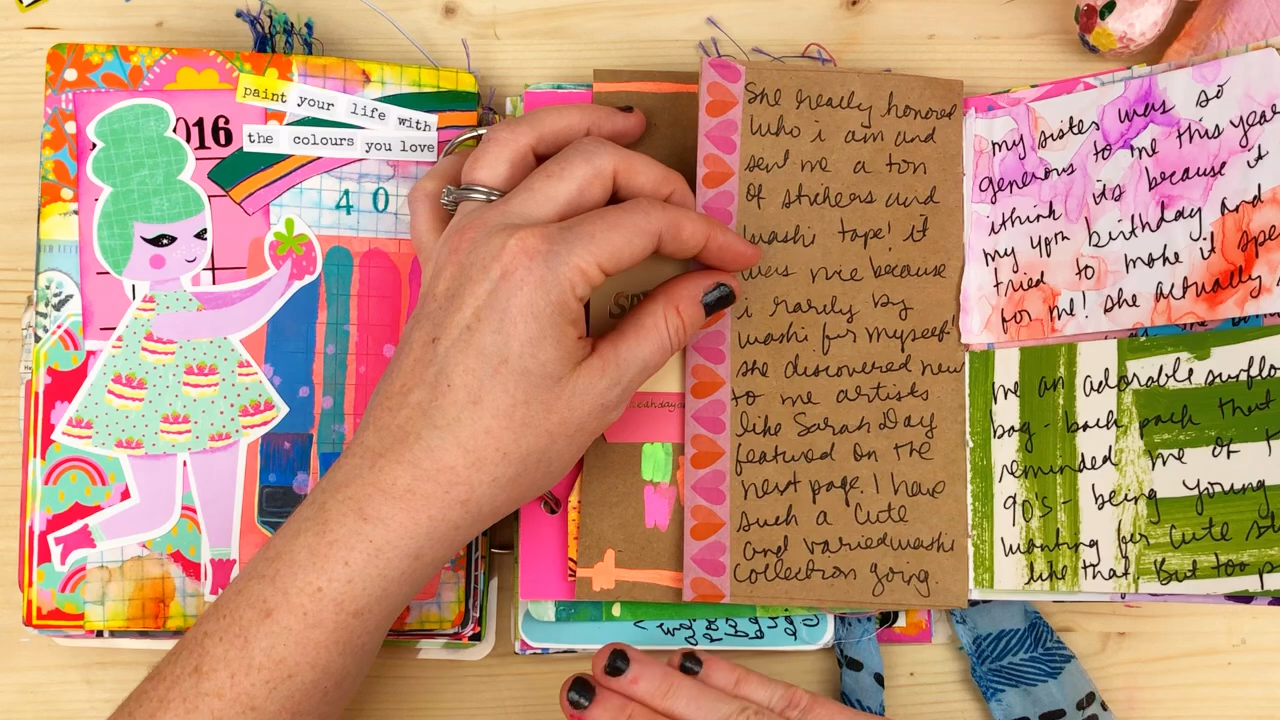 2016
paint your life with
the colours you love
40
She really honored
who i am and
sent me a ton
of stickers and
washi tape! it
was nice because
i rarely by
washi for myself!
she discovered new
to me artists
like Sarah Day
featured on the
next page. I have
such a cute
and varied washi
collection going.
my sister was so
generous to me this year
ithink its because it
my 40th birthday and
tried to make it spe
for me! she actually
me an adorable
bag - back pack that
reminded me of t
90's - being young
wanting for cute st
like that. But too p